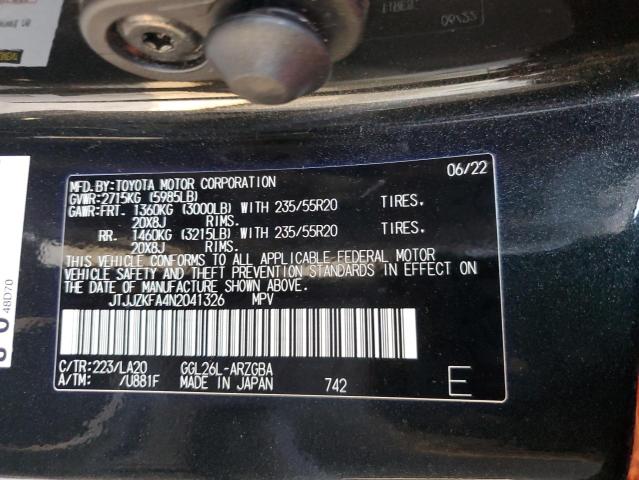 06/22
MFD.BY:TOYOTA MOTOR CORPORATION
GVWR:2715KG (5985LB)
GAWR:FRT. 1360KG (3000LB) WITH 235/55R20 TIRES.
20X8J RIMS.
RR. 1460KG (3215LB) WITH 235/55R20 TIRES.
20X8J RIMS.
THIS VEHICLE CONFORMS TO ALL APPLICABLE FEDERAL MOTOR
VEHICLE SAFETY AND THEFT PREVENTION STANDARDS IN EFFECT ON
THE DATE OF MANUFACTURE SHOWN ABOVE.
JTJJZKFA4N2041326 MPV
C/TR:223/LA20 GGL26L-ARZGBA
A/TM: /U881F MADE IN JAPAN 742
E
48D70